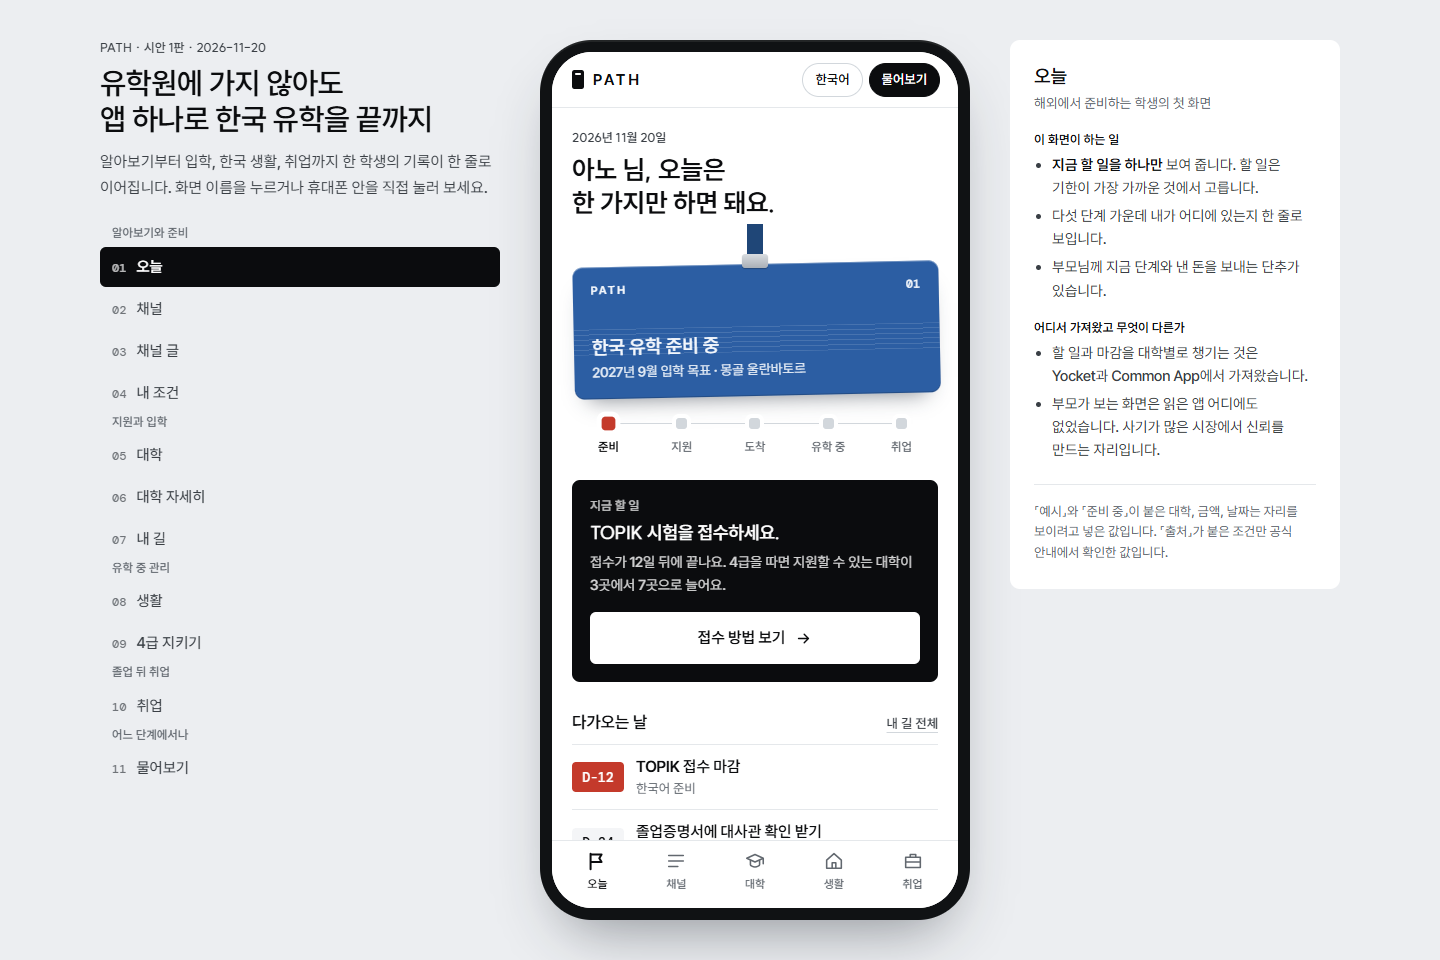 PATH · 시안 1판 · 2026-11-20
유학원에 가지 않아도
앱 하나로 한국 유학을 끝까지
알아보기부터 입학, 한국 생활, 취업까지 한 학생의 기록이 한 줄로
이어집니다. 화면 이름을 누르거나 휴대폰 안을 직접 눌러 보세요.
알아보기와 준비
01 오늘
02 채널
03 채널 글
04 내 조건
지원과 입학
05 대학
06 대학 자세히
07 내 길
유학 중 관리
08 생활
09 4급 지키기
졸업 뒤 취업
10 취업
어느 단계에서나
11 물어보기
PATH
한국어
물어보기
2026년 11월 20일
아노 님, 오늘은
한 가지만 하면 돼요.
PATH
01
한국 유학 준비 중
2027년 9월 입학 목표 · 몽골 울란바토르
준비
지원
도착
유학 중
취업
지금 할 일
TOPIK 시험을 접수하세요.
접수가 12일 뒤에 끝나요. 4급을 따면 지원할 수 있는 대학이
3곳에서 7곳으로 늘어요.
접수 방법 보기 →
다가오는 날
내 길 전체
D-12
TOPIK 접수 마감
한국어 준비
졸업증명서에 대사관 확인 받기
오늘
채널
대학
생활
취업
오늘
해외에서 준비하는 학생의 첫 화면
이 화면이 하는 일
• 지금 할 일을 하나만 보여 줍니다. 할 일은
기한이 가장 가까운 것에서 고릅니다.
• 다섯 단계 가운데 내가 어디에 있는지 한 줄로
보입니다.
• 부모님께 지금 단계와 낸 돈을 보내는 단추가
있습니다.
어디서 가져왔고 무엇이 다른가
• 할 일과 마감을 대학별로 챙기는 것은
Yocket과 Common App에서 가져왔습니다.
• 부모가 보는 화면은 읽은 앱 어디에도
없었습니다. 사기가 많은 시장에서 신뢰를
만드는 자리입니다.
「예시」와 「준비 중」이 붙은 대학, 금액, 날짜는 자리를
보이려고 넣은 값입니다. 「출처」가 붙은 조건만 공식
안내에서 확인한 값입니다.